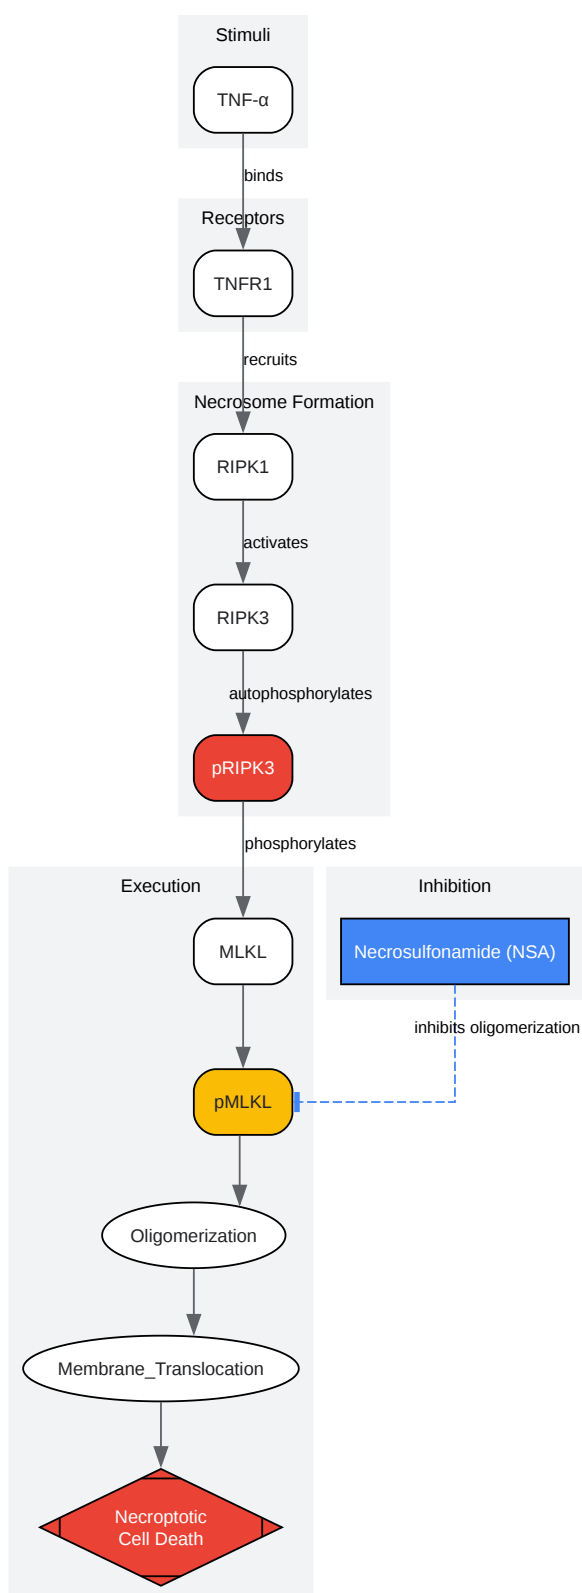 Stimuli
TNF-α
binds
Receptors
TNFR1
recruits
Necrosome Formation
RIPK1
activates
RIPK3
autophosphorylates
pRIPK3
phosphorylates
Execution
Inhibition
MLKL
Necrosulfonamide (NSA)
inhibits oligomerization
pMLKL
Oligomerization
Membrane_Translocation
Necroptotic
Cell Death